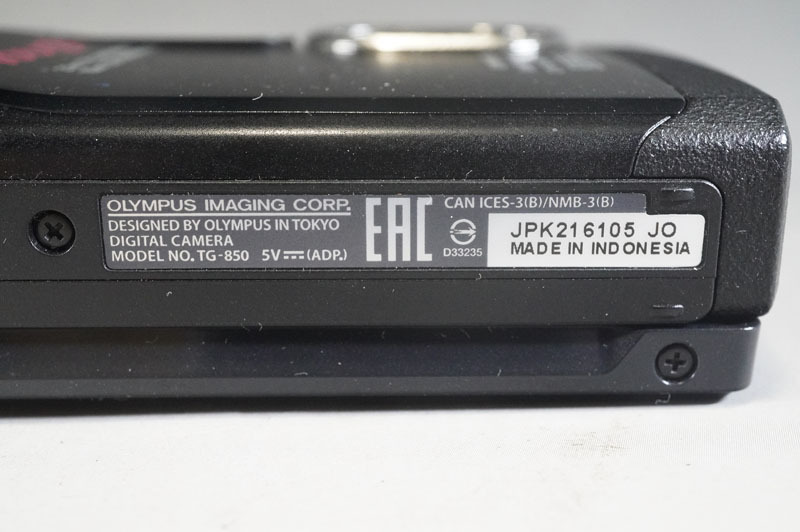 OLYMPUS IMAGING CORP.
DESIGNED BY OLYMPUS IN TOKYO
DIGITAL CAMERA
MODEL NO. TG-850 5V⎓(ADP.)
EAC
CAN ICES-3(B)/NMB-3(B)
D33235
JPK216105 JO
MADE IN INDONESIA